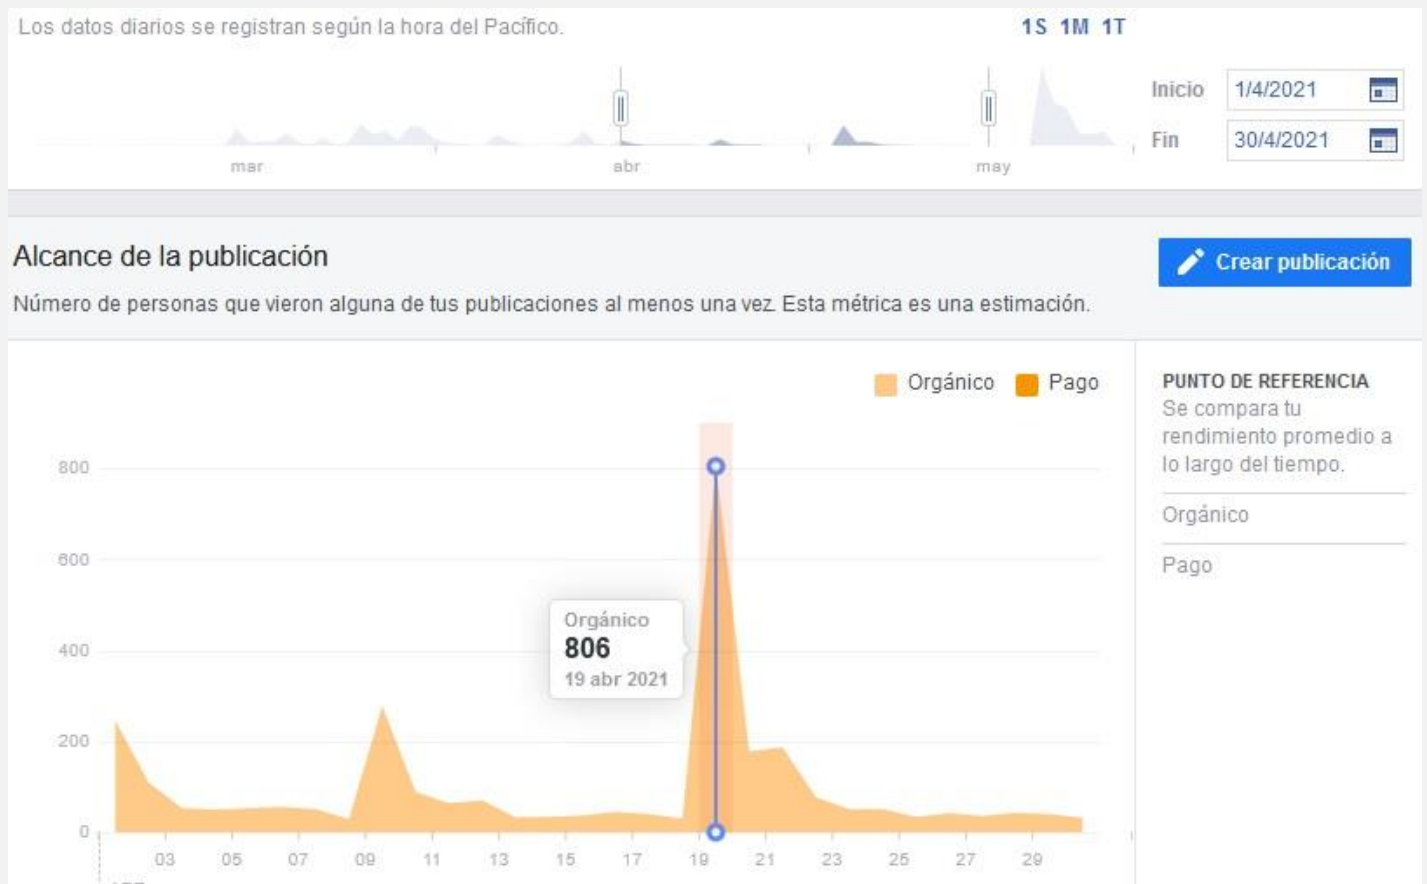 Los datos diarios se registran según la hora del Pacífico.
1S 1M 1T
Inicio 1/4/2021
Fin 30/4/2021
mar abr may
Alcance de la publicación
Crear publicación
Número de personas que vieron alguna de tus publicaciones al menos una vez. Esta métrica es una estimación.
Orgánico Pago
PUNTO DE REFERENCIA
Se compara tu
rendimiento promedio a
lo largo del tiempo.
Orgánico
Pago
800
600
400
200
0
Orgánico
806
19 abr 2021
03 05 07 09 11 13 15 17 19 21 23 25 27 29